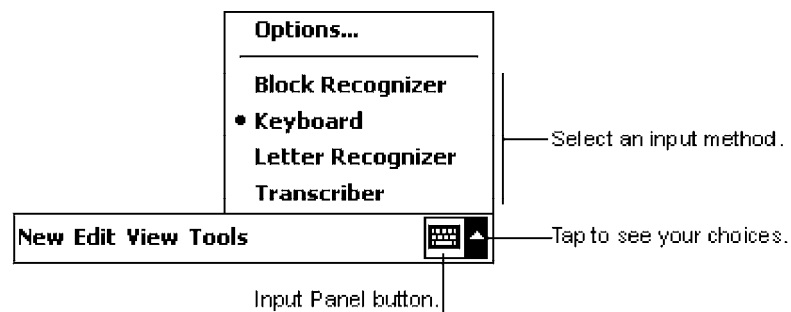 Options...
Block Recognizer
Keyboard
Letter Recognizer
Transcriber
Select an input method.
New Edit View Tools
Tap to see your choices.
Input Panel button.